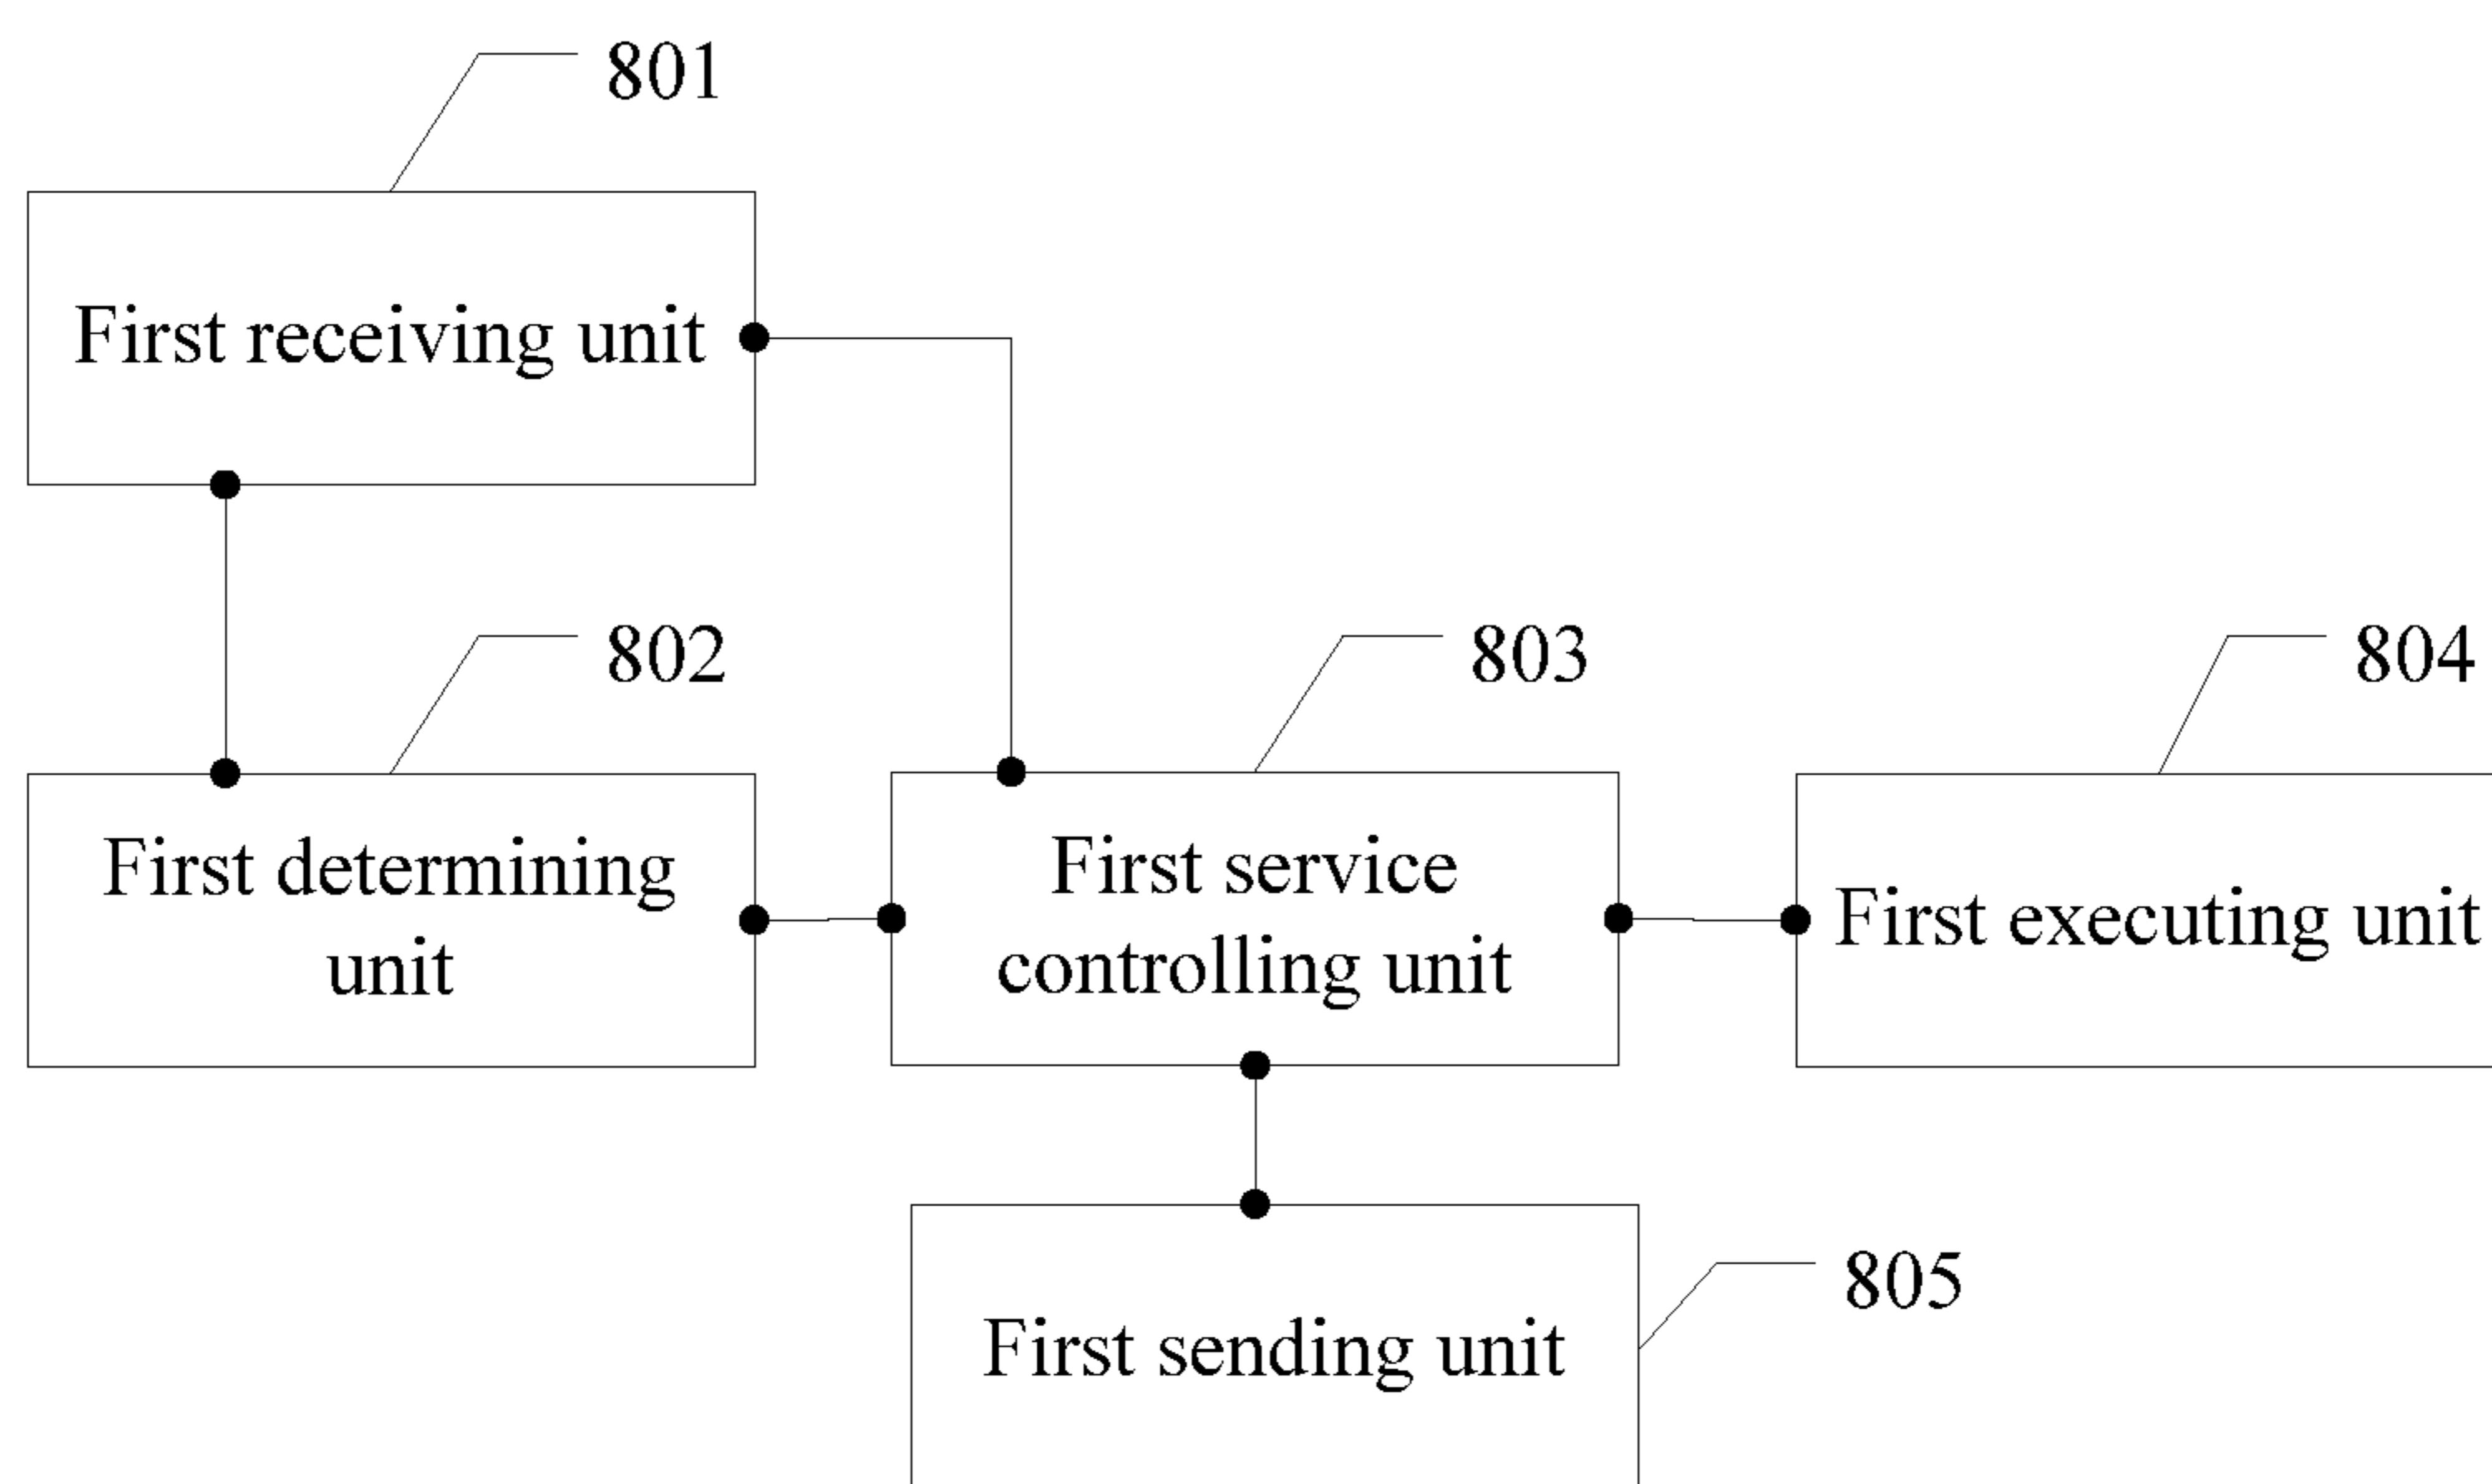 801
First receiving unit
802
803
804
First determining
unit
First service
controlling unit
First executing unit
805
First sending unit